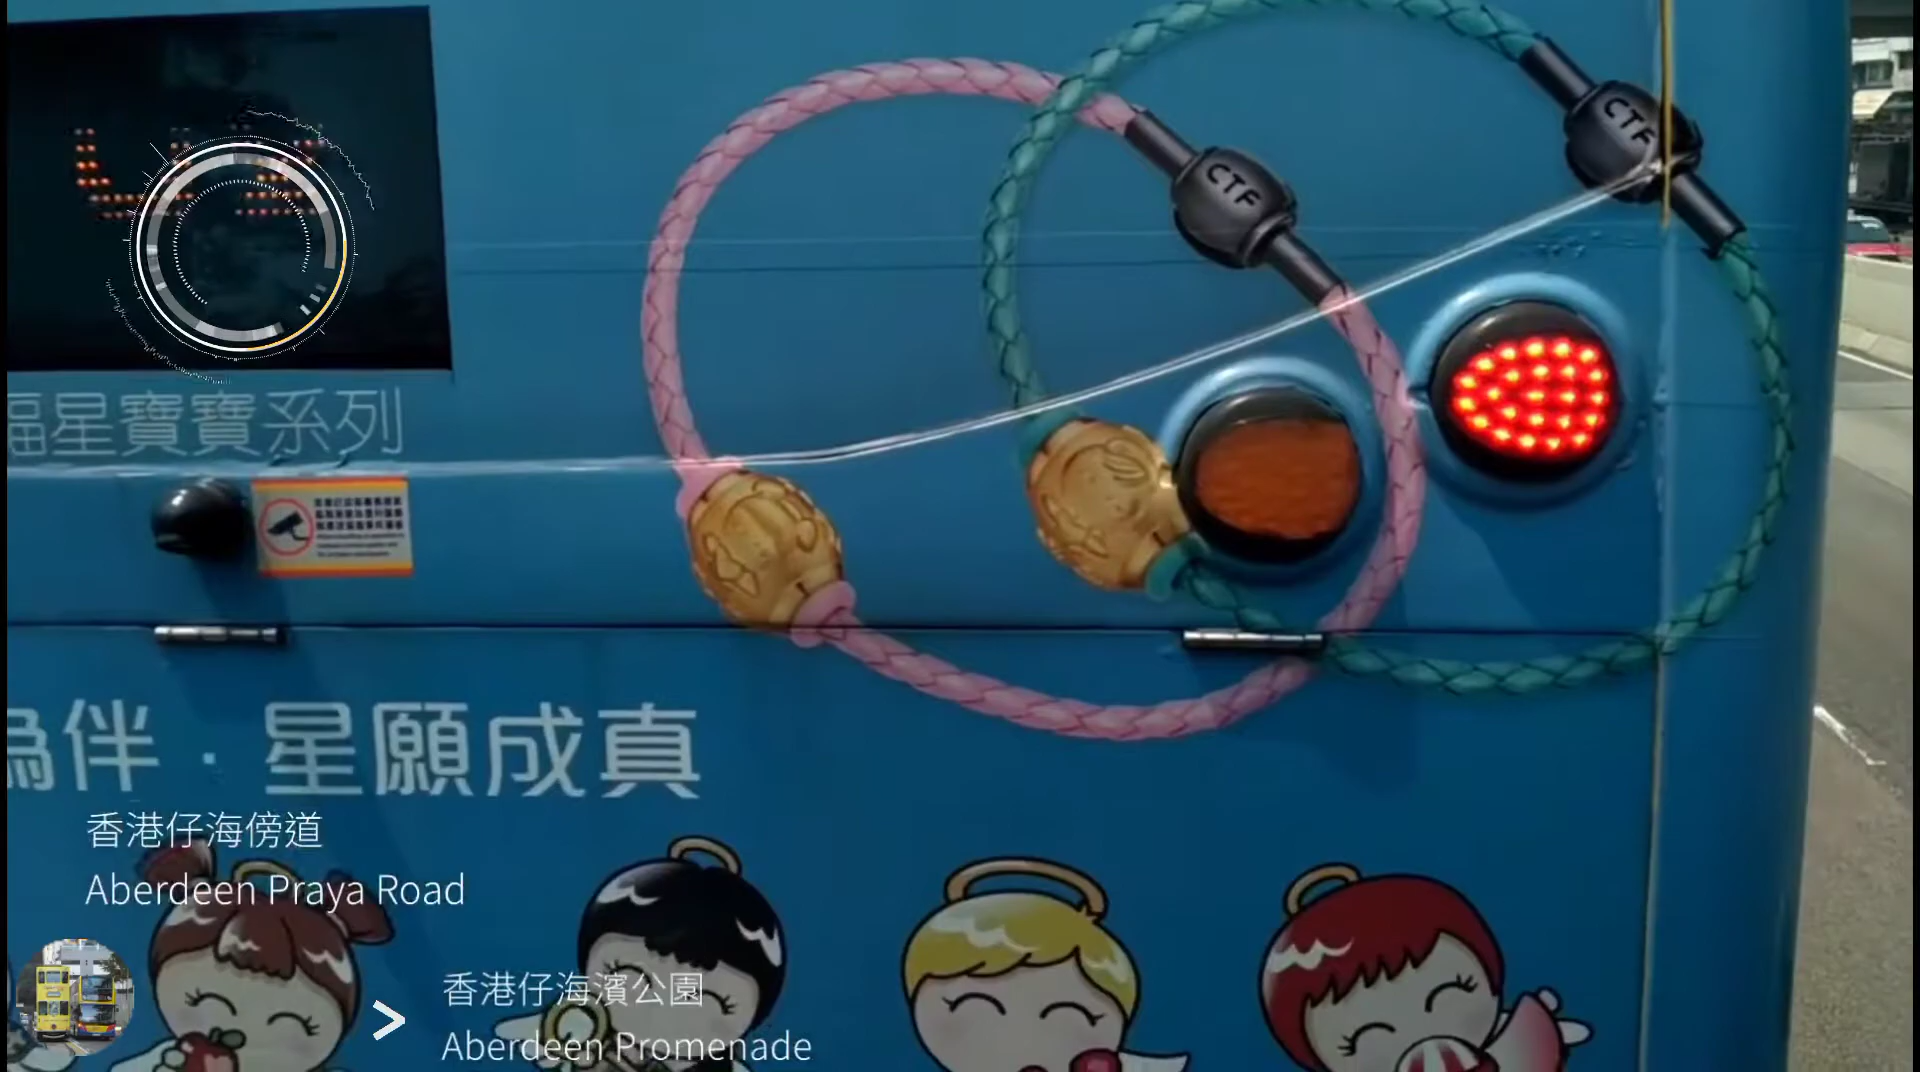 CTF
CTF
福星寶寶系列
為伴・星願成真
香港仔海傍道
Aberdeen Praya Road
香港仔海濱公園
Aberdeen Promenade